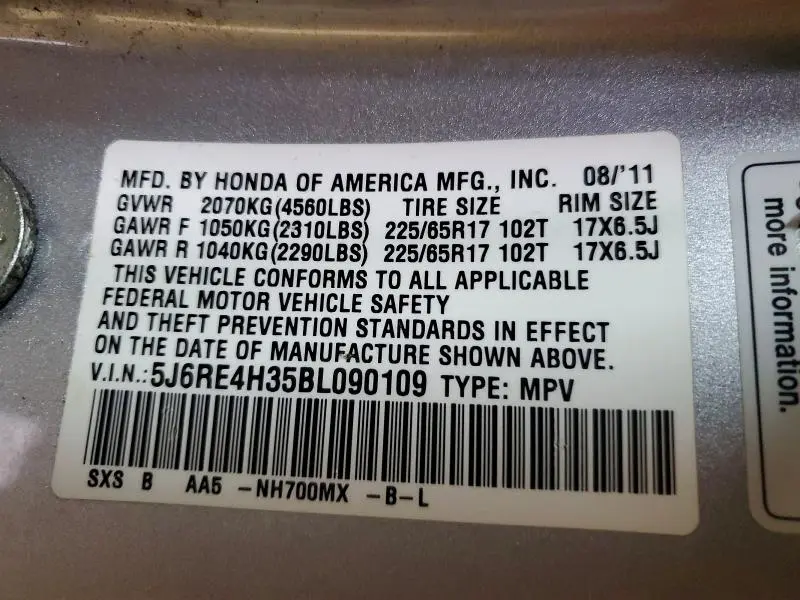 MFD. BY HONDA OF AMERICA MFG., INC. 08/'11
GVWR 2070KG(4560LBS) TIRE SIZE RIM SIZE
GAWR F 1050KG(2310LBS) 225/65R17 102T 17X6.5J
GAWR R 1040KG(2290LBS) 225/65R17 102T 17X6.5J
THIS VEHICLE CONFORMS TO ALL APPLICABLE
FEDERAL MOTOR VEHICLE SAFETY
AND THEFT PREVENTION STANDARDS IN EFFECT
ON THE DATE OF MANUFACTURE SHOWN ABOVE.
V.I.N.:5J6RE4H35BL090109 TYPE: MPV
SXS B AA5 -NH700MX -B-L
more information.